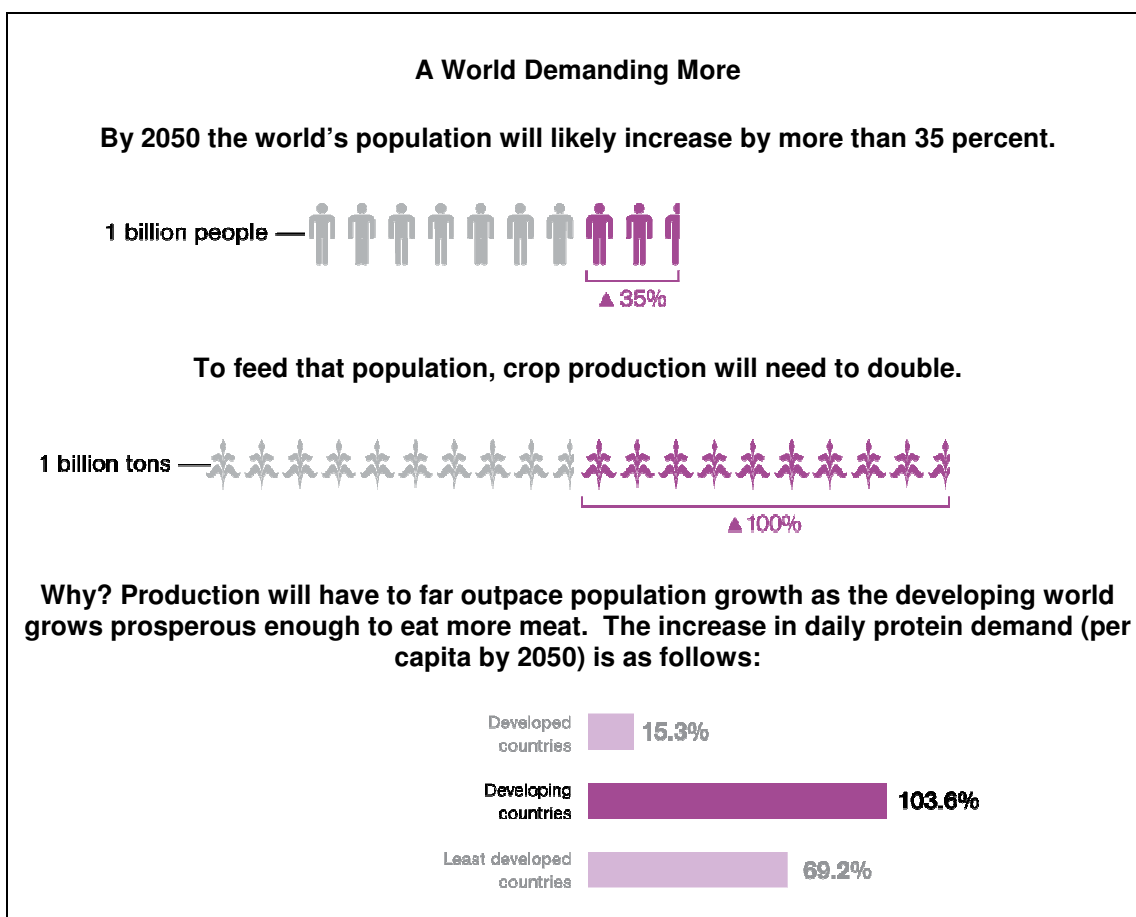 A World Demanding More
By 2050 the world's population will likely increase by more than 35 percent.
1 billion people
▲ 35%
To feed that population, crop production will need to double.
1 billion tons
▲ 100%
Why? Production will have to far outpace population growth as the developing world
grows prosperous enough to eat more meat.  The increase in daily protein demand (per
capita by 2050) is as follows:
Developed
countries
15.3%
Developing
countries
103.6%
Least developed
countries
69.2%